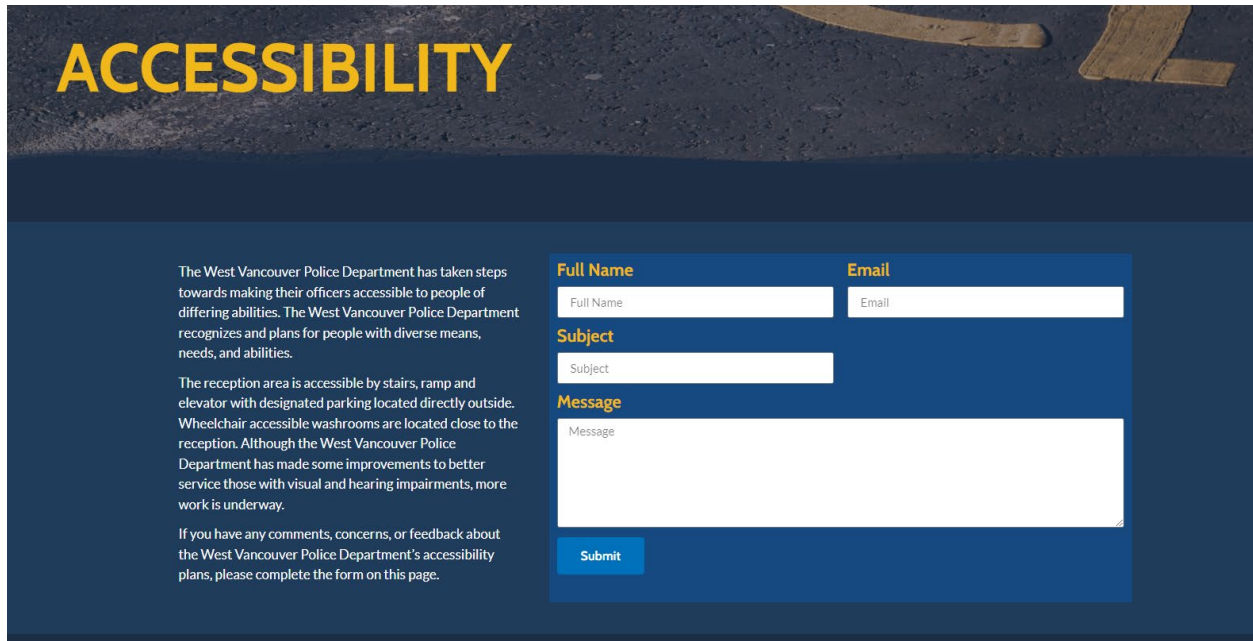 ACCESSIBILITY
The West Vancouver Police Department has taken steps
towards making their officers accessible to people of
differing abilities. The West Vancouver Police Department
recognizes and plans for people with diverse means,
needs, and abilities.
The reception area is accessible by stairs, ramp and
elevator with designated parking located directly outside.
Wheelchair accessible washrooms are located close to the
reception. Although the West Vancouver Police
Department has made some improvements to better
service those with visual and hearing impairments, more
work is underway.
If you have any comments, concerns, or feedback about
the West Vancouver Police Department’s accessibility
plans, please complete the form on this page.
Full Name
Full Name
Email
Email
Subject
Subject
Message
Message
Submit